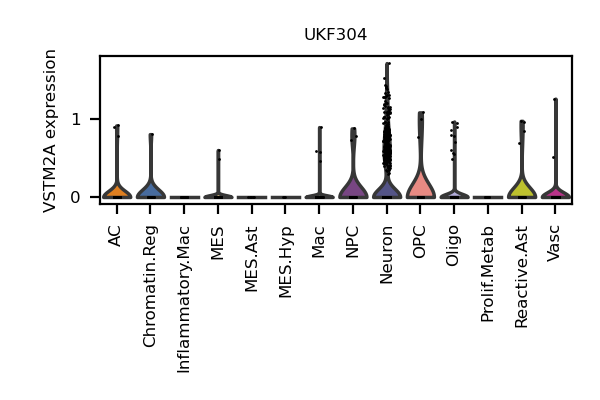 UKF304
VSTM2A expression
1
0
AC
Chromatin.Reg
Inflammatory.Mac
MES
MES.Ast
MES.Hyp
Mac
NPC
Neuron
OPC
Oligo
Prolif.Metab
Reactive.Ast
Vasc